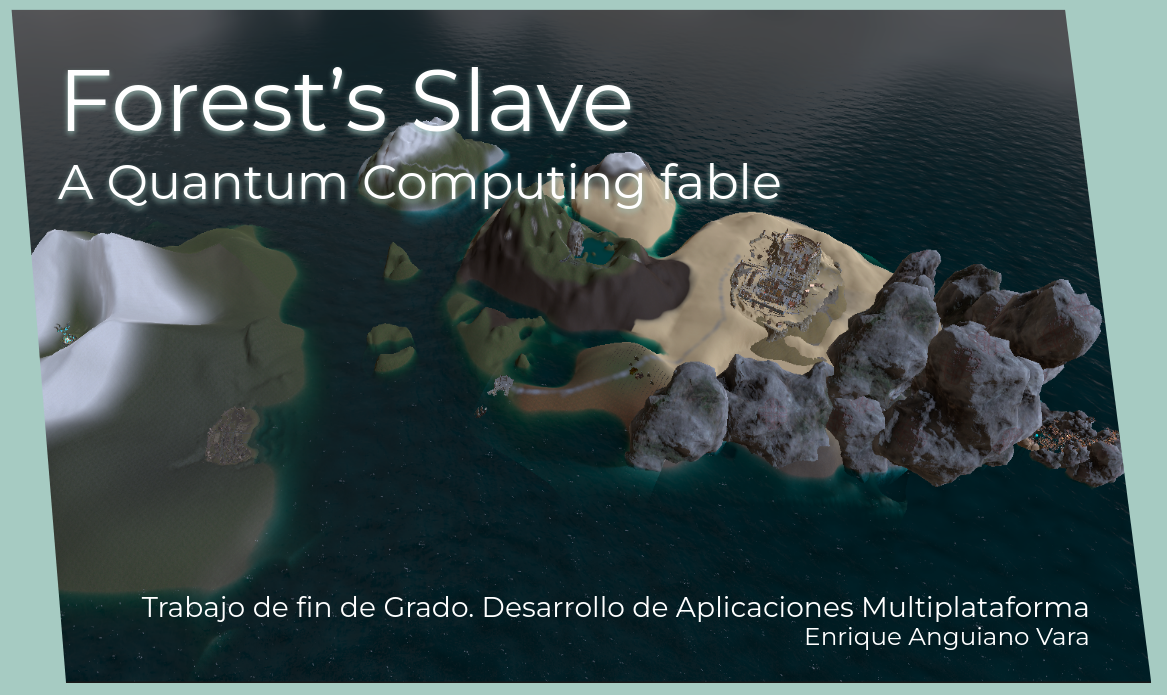 Forest’s Slave
A Quantum Computing fable
Trabajo de fin de Grado. Desarrollo de Aplicaciones Multiplataforma
Enrique Anguiano Vara